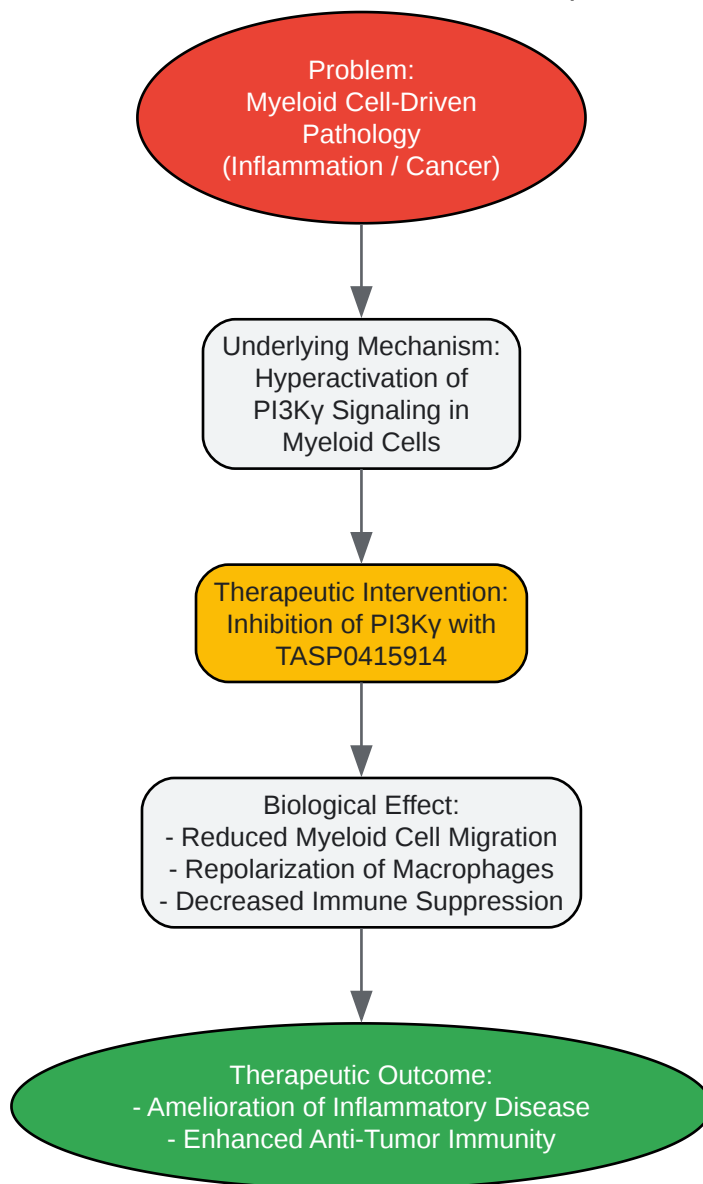 Problem:
Myeloid Cell-Driven
Pathology
(Inflammation / Cancer)
Underlying Mechanism:
Hyperactivation of
PI3Kγ Signaling in
Myeloid Cells
Therapeutic Intervention:
Inhibition of PI3Kγ with
TASP0415914
Biological Effect:
- Reduced Myeloid Cell Migration
- Repolarization of Macrophages
- Decreased Immune Suppression
Therapeutic Outcome:
- Amelioration of Inflammatory Disease
- Enhanced Anti-Tumor Immunity